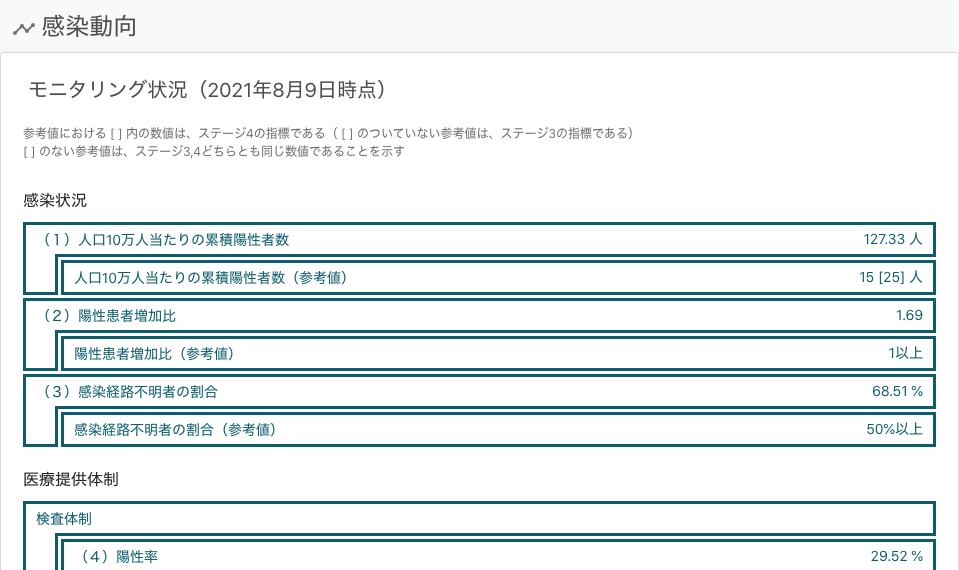 感染動向
モニタリング状況（2021年8月9日時点）
参考値における [ ] 内の数値は、ステージ4の指標である（ [ ] のついていない参考値は、ステージ3の指標である）
[ ] のない参考値は、ステージ3,4どちらとも同じ数値であることを示す
感染状況
（1）人口10万人当たりの累積陽性者数 127.33 人
人口10万人当たりの累積陽性者数（参考値） 15 [25] 人
（2）陽性患者増加比 1.69
陽性患者増加比（参考値） 1以上
（3）感染経路不明者の割合 68.51 %
感染経路不明者の割合（参考値） 50%以上
医療提供体制
検査体制
（4）陽性率 29.52 %